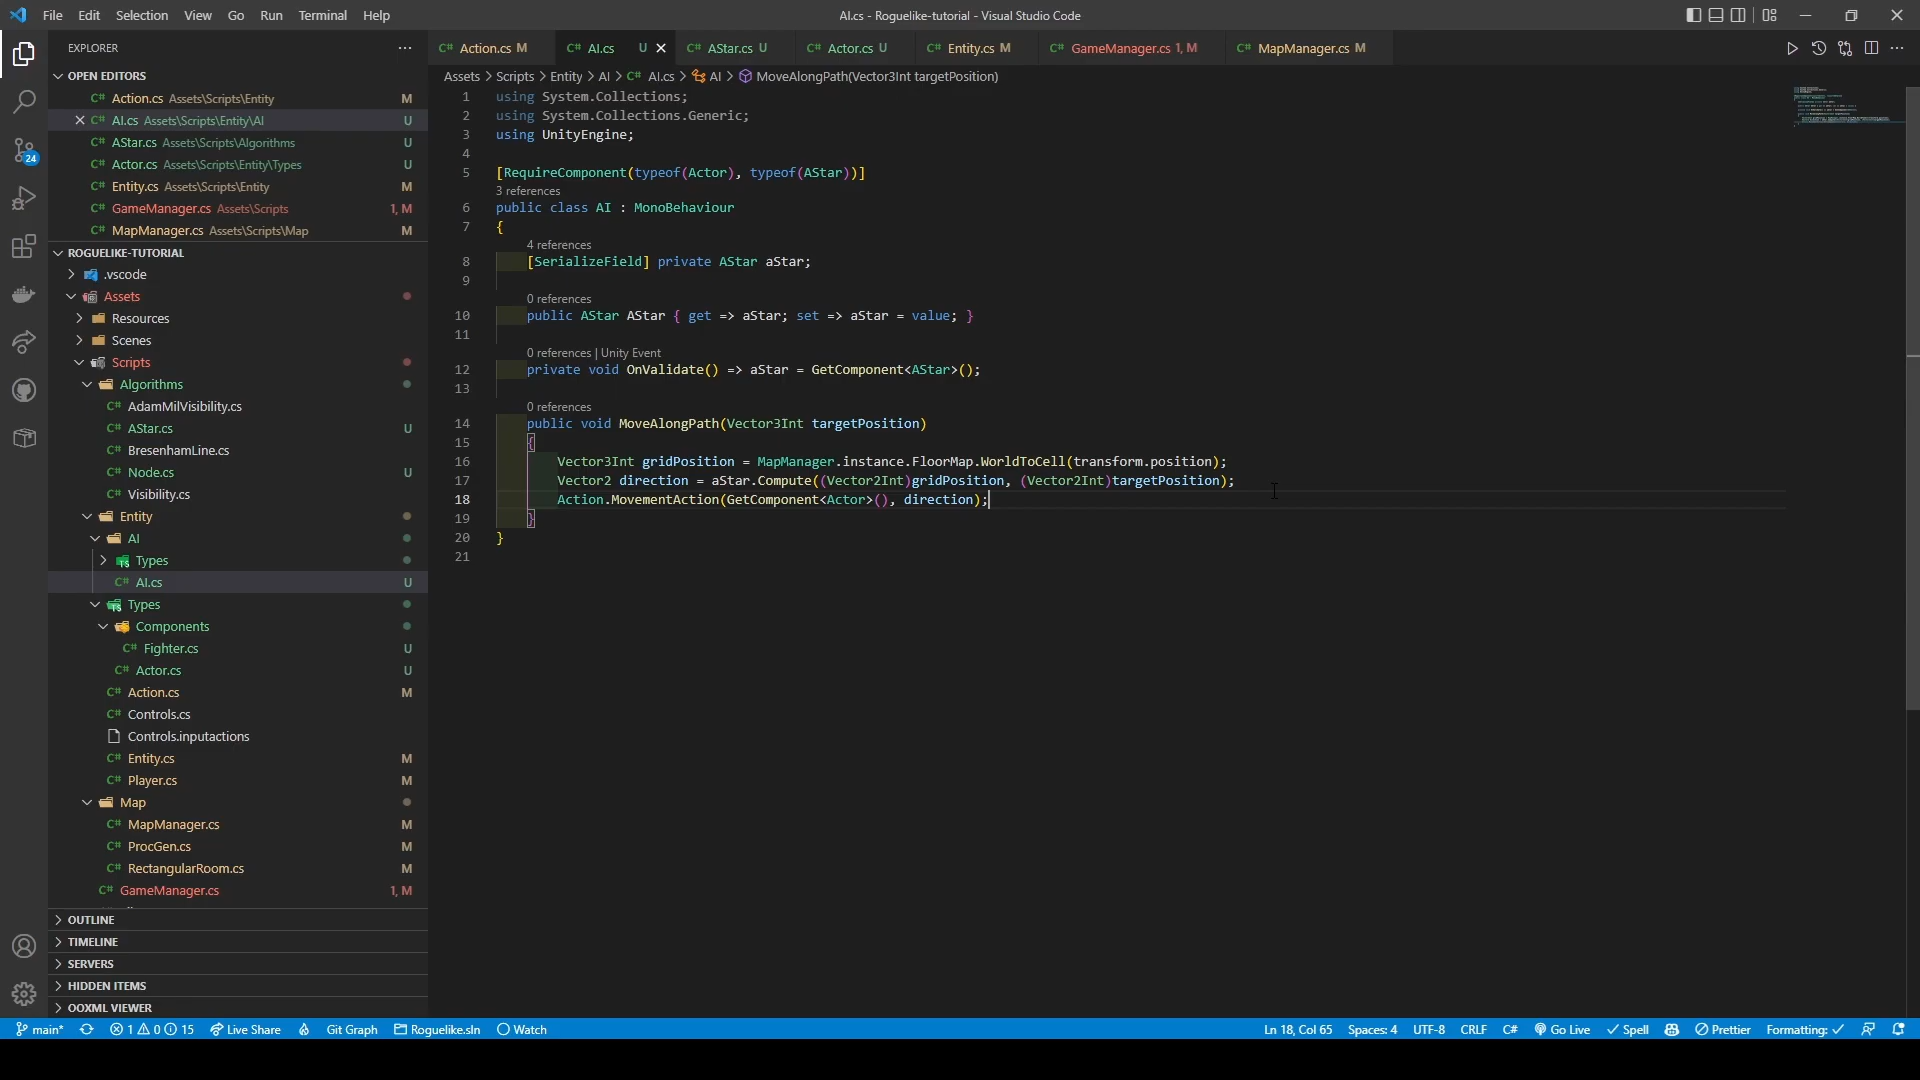 File Edit Selection View Go Run Terminal Help
AI.cs - Roguelike-tutorial - Visual Studio Code
EXPLORER
OPEN EDITORS
Action.cs Assets\Scripts\Entity M
AI.cs Assets\Scripts\Entity\AI U
AStar.cs Assets\Scripts\Algorithms U
Actor.cs Assets\Scripts\Entity\Types U
Entity.cs Assets\Scripts\Entity M
GameManager.cs Assets\Scripts 1, M
MapManager.cs Assets\Scripts\Map M
ROGUELIKE-TUTORIAL
.vscode
Assets
Resources
Scenes
Scripts
Algorithms
AdamMilVisibility.cs
AStar.cs U
BresenhamLine.cs
Node.cs U
Visibility.cs
Entity
AI
Types
AI.cs U
Types
Components
Fighter.cs U
Actor.cs U
Action.cs M
Controls.cs
Controls.inputactions
Entity.cs M
Player.cs M
Map
MapManager.cs M
ProcGen.cs M
RectangularRoom.cs M
GameManager.cs 1, M
OUTLINE
TIMELINE
SERVERS
HIDDEN ITEMS
OOXML VIEWER
24
C# Action.cs M C# AI.cs U C# AStar.cs U C# Actor.cs U C# Entity.cs M C# GameManager.cs 1, M C# MapManager.cs M
Assets > Scripts > Entity > AI > C# AI.cs > AI > MoveAlongPath(Vector3Int targetPosition)
1 using System.Collections;
2 using System.Collections.Generic;
3 using UnityEngine;
4
5 [RequireComponent(typeof(Actor), typeof(AStar))]
3 references
6 public class AI : MonoBehaviour
7 {
4 references
8 [SerializeField] private AStar aStar;
9
0 references
10 public AStar AStar { get => aStar; set => aStar = value; }
11
0 references | Unity Event
12 private void OnValidate() => aStar = GetComponent<AStar>();
13
0 references
14 public void MoveAlongPath(Vector3Int targetPosition)
15 {
16 Vector3Int gridPosition = MapManager.instance.FloorMap.WorldToCell(transform.position);
17 Vector2 direction = aStar.Compute((Vector2Int)gridPosition, (Vector2Int)targetPosition);
18 Action.MovementAction(GetComponent<Actor>(), direction);
19 }
20 }
21
main* 1 0 15 Live Share Git Graph Roguelike.sln Watch Ln 18, Col 65 Spaces: 4 UTF-8 CRLF C# Go Live Spell Prettier Formatting: